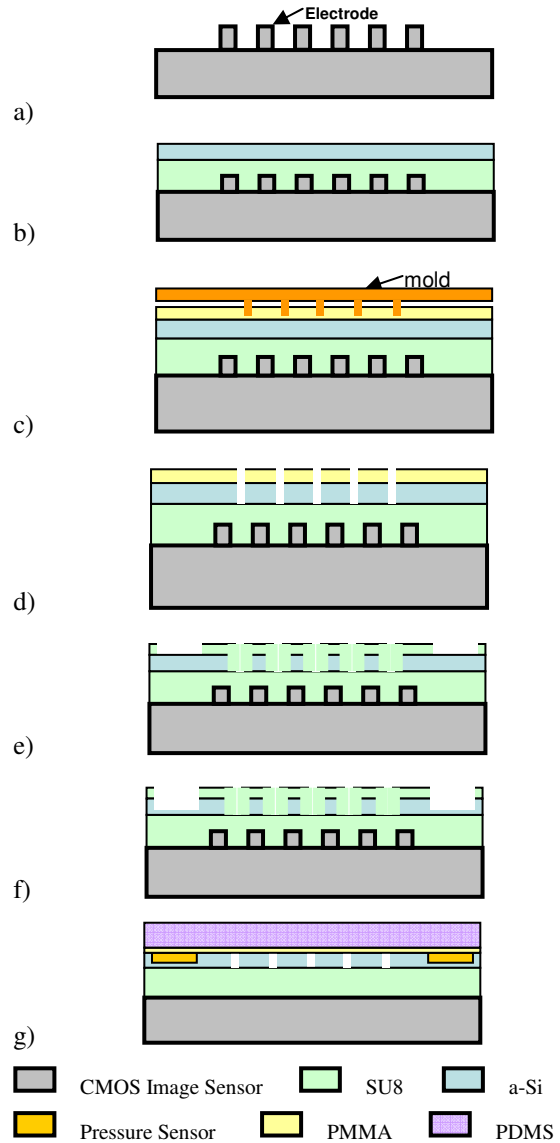 Electrode
a)
b)
mold
c)
d)
e)
f)
g)
CMOS Image Sensor SU8 a-Si
Pressure Sensor PMMA PDMS